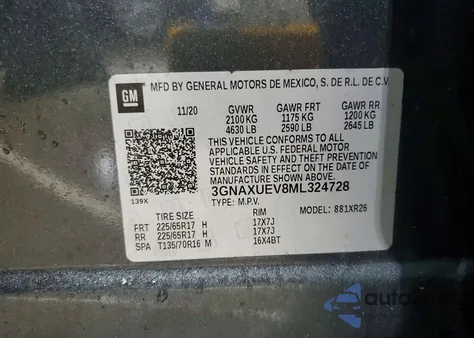 GM
MFD BY GENERAL MOTORS DE MEXICO, S. DE R.L. DE C.V.
11/20 GVWR GAWR FRT GAWR RR
2100 KG 1175 KG 1200 KG
4630 LB 2590 LB 2645 LB
THIS VEHICLE CONFORMS TO ALL
APPLICABLE U.S. FEDERAL MOTOR
VEHICLE SAFETY AND THEFT PREVENTION
STANDARDS IN EFFECT ON THE DATE OF
MANUFACTURE SHOWN ABOVE.
139X 3GNAXUEV8ML324728
TYPE: M.P.V. MODEL: 881XR26
TIRE SIZE RIM
FRT 225/65R17 H 17X7J
RR 225/65R17 H 17X7J
SPA T135/70R16 M 16X4BT